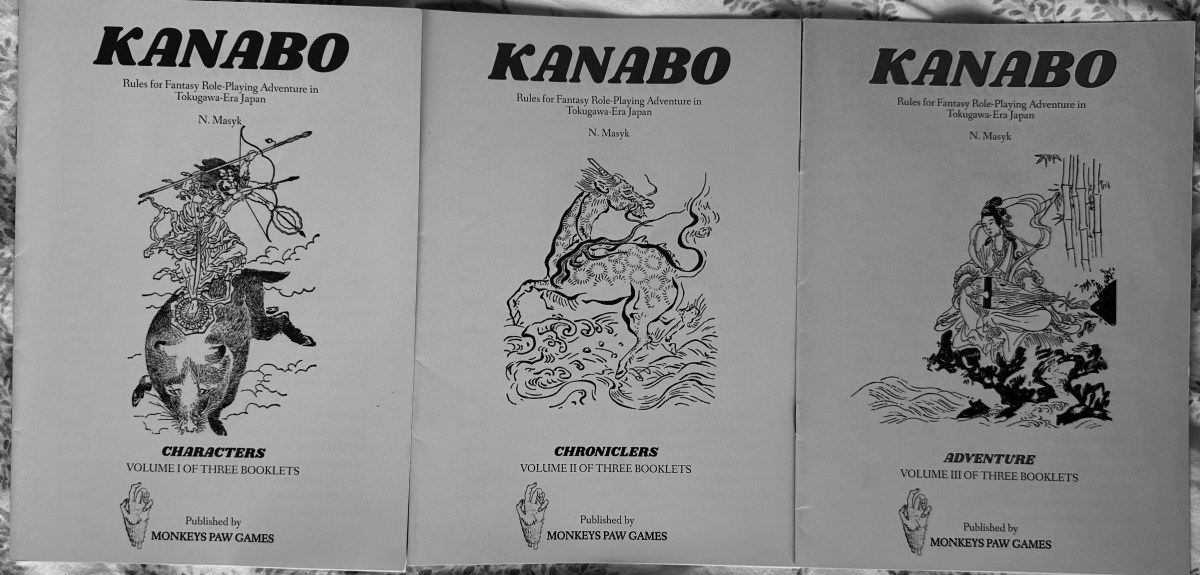 KANABO
Rules for Fantasy Role-Playing Adventure in
Tokugawa-Era Japan
N. Masyk
CHARACTERS
VOLUME I OF THREE BOOKLETS
Published by
MONKEYS PAW GAMES
KANABO
Rules for Fantasy Role-Playing Adventure in
Tokugawa-Era Japan
N. Masyk
CHRONICLERS
VOLUME II OF THREE BOOKLETS
Published by
MONKEYS PAW GAMES
KANABO
Rules for Fantasy Role-Playing Adventure in
Tokugawa-Era Japan
N. Masyk
ADVENTURE
VOLUME III OF THREE BOOKLETS
Published by
MONKEYS PAW GAMES